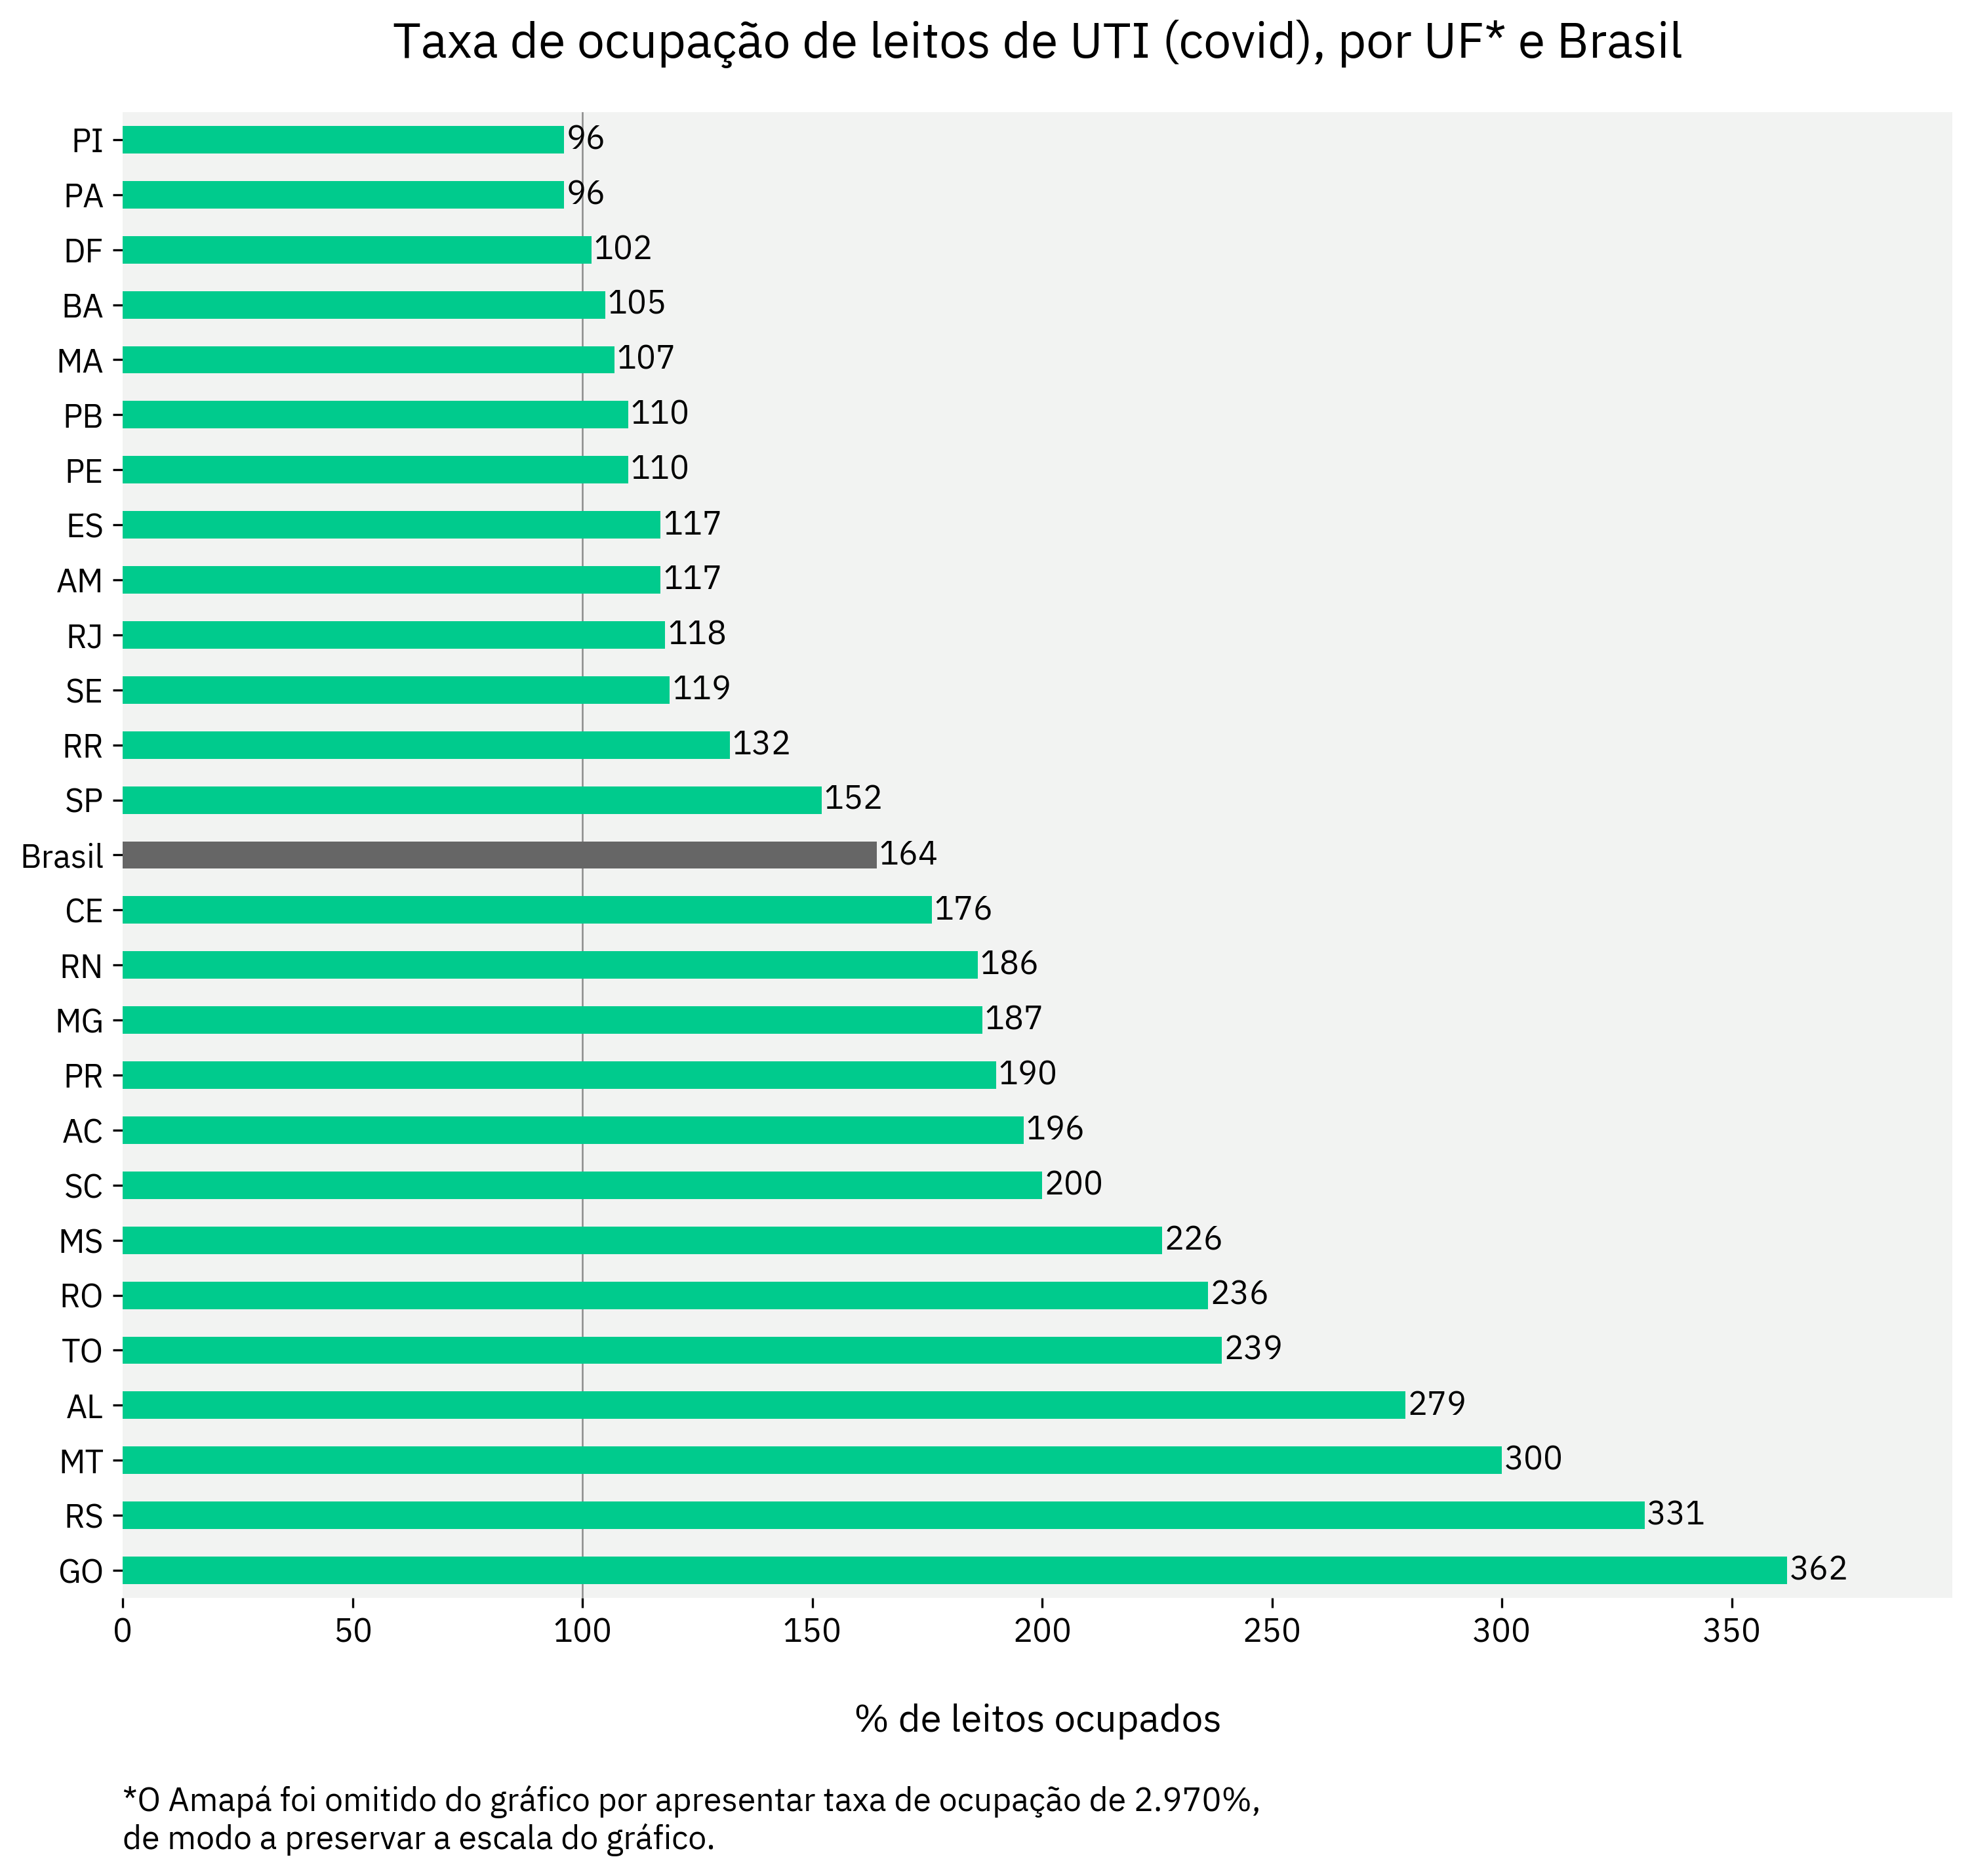 Taxa de ocupação de leitos de UTI (covid), por UF* e Brasil
PI 96
PA 96
DF 102
BA 105
MA 107
PB 110
PE 110
ES 117
AM 117
RJ 118
SE 119
RR 132
SP 152
Brasil 164
CE 176
RN 186
MG 187
PR 190
AC 196
SC 200
MS 226
RO 236
TO 239
AL 279
MT 300
RS 331
GO 362
0 50 100 150 200 250 300 350
% de leitos ocupados
*O Amapá foi omitido do gráfico por apresentar taxa de ocupação de 2.970%,
de modo a preservar a escala do gráfico.